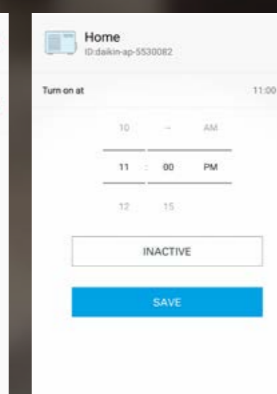 Home
ID:daikin-ap-5530082
Turn on at 11:00
10 -- AM
11 : 00 PM
12 15
INACTIVE
SAVE